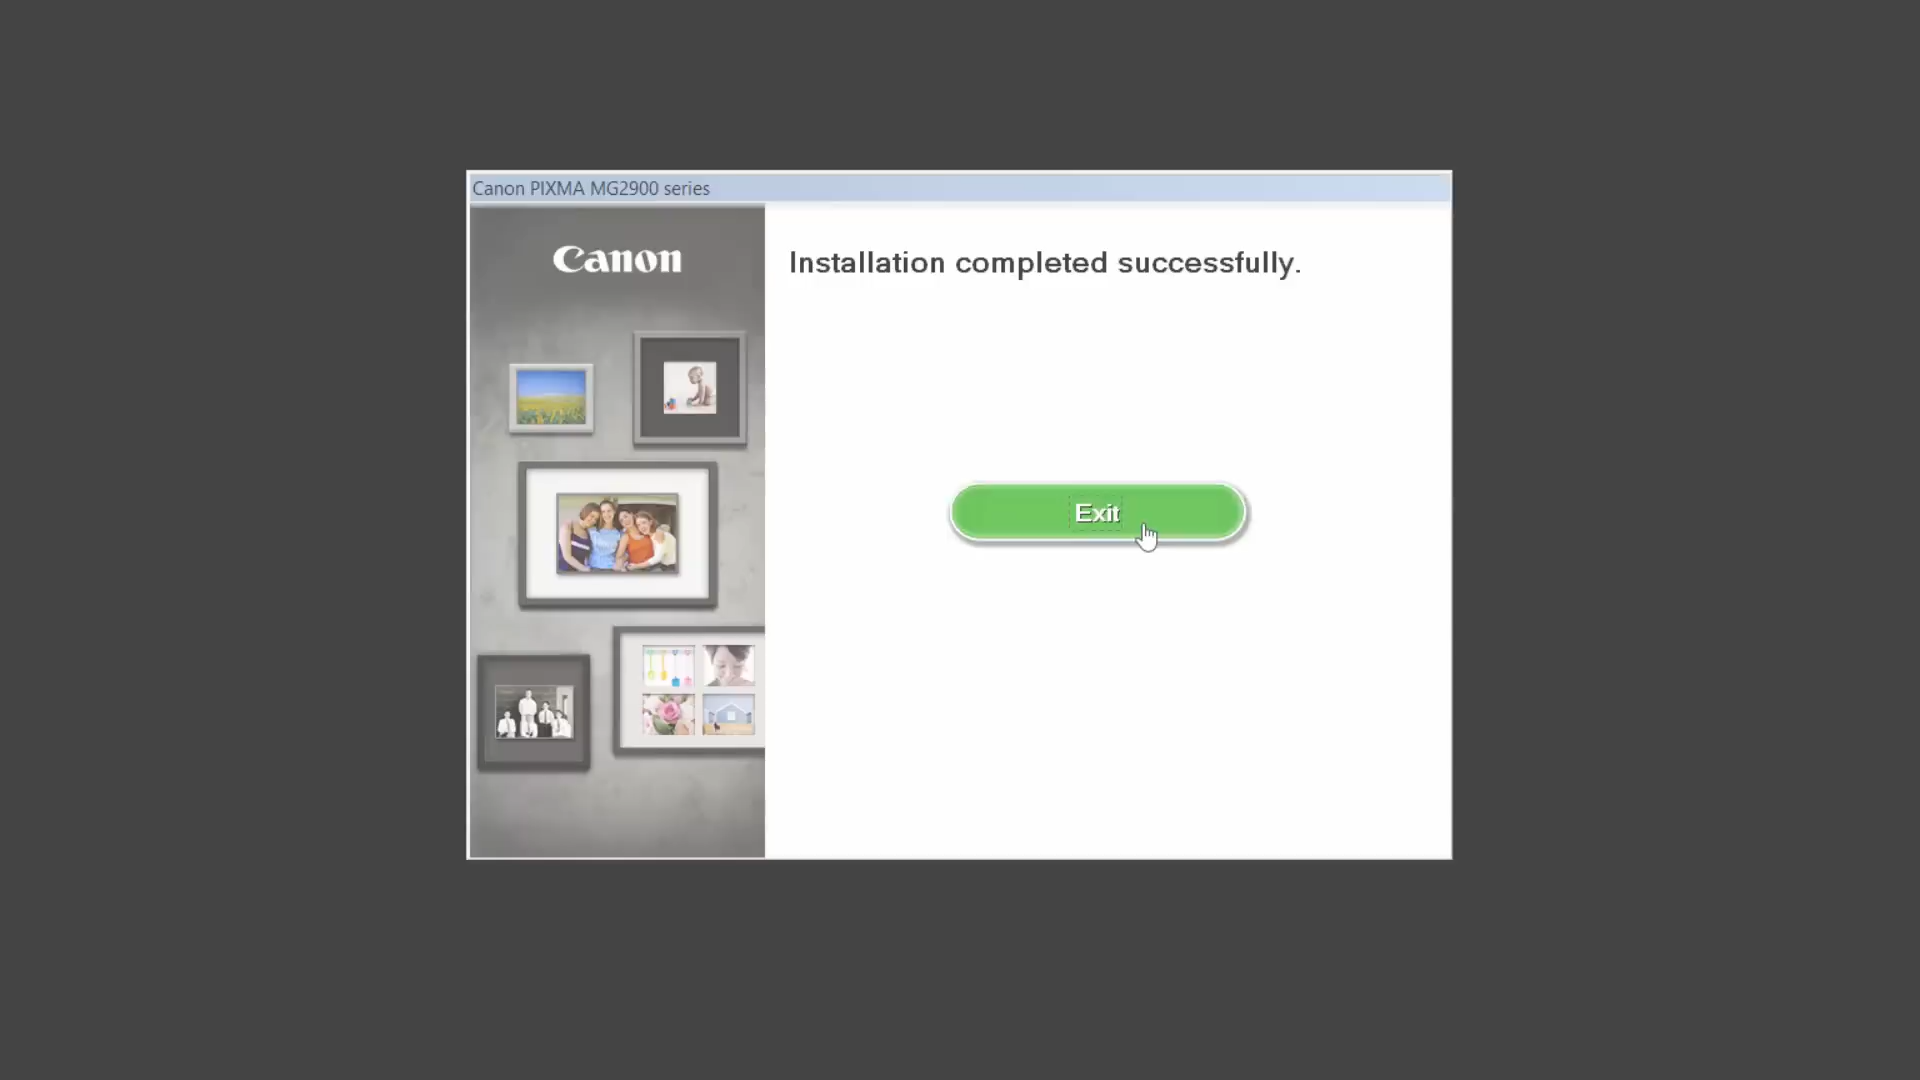 Canon PIXMA MG2900 series
Canon
Installation completed successfully.
Exit